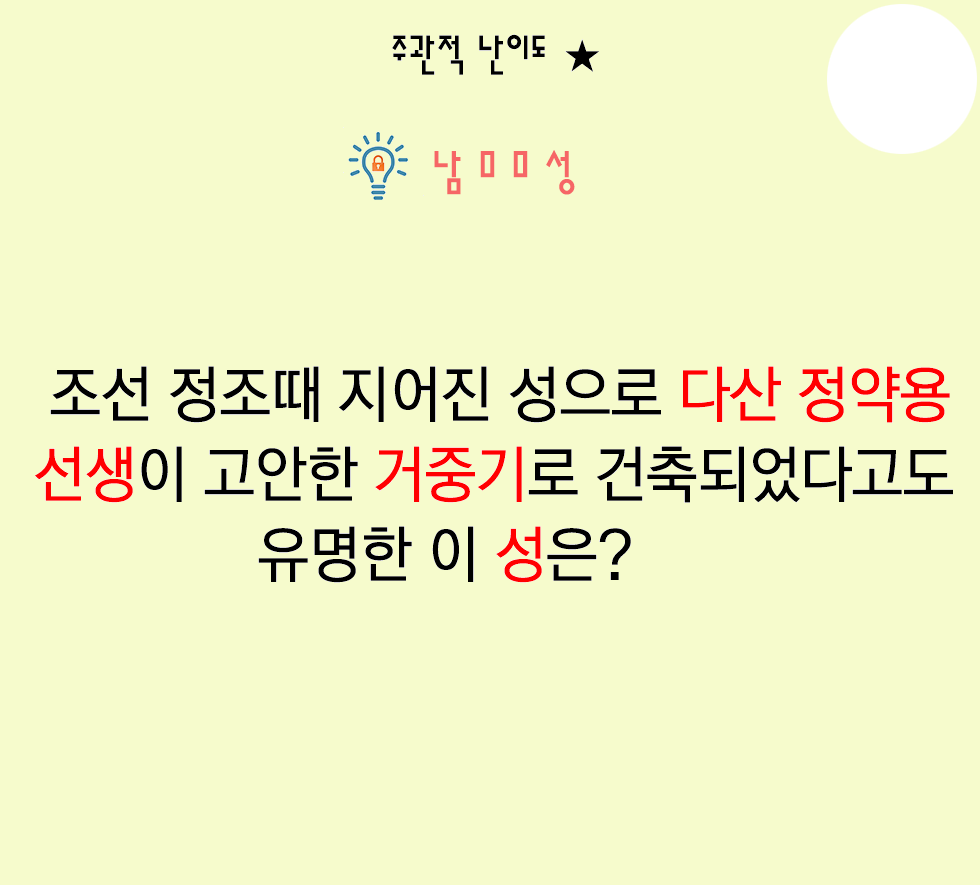 주관적 난이도 ★
남ㅁㅁ성
조선 정조때 지어진 성으로 다산 정약용
선생이 고안한 거중기로 건축되었다고도
유명한 이 성은?